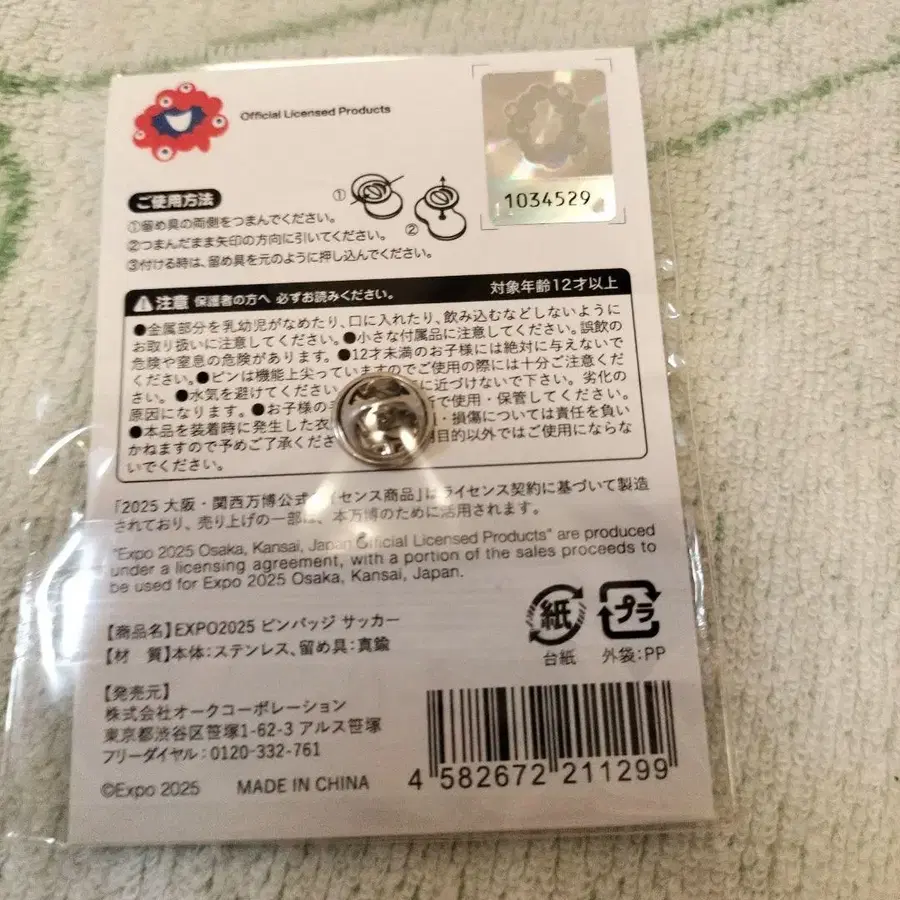 Official Licensed Products
1034529
ご使用方法
①
②
①留め具の両側をつまんでください。
②つまんだまま矢印の方向に引いてください。
③付ける時は、留め具を元のように押し込んでください。
注意 保護者の方へ 必ずお読みください。 対象年齢12才以上
●金属部分を乳幼児がなめたり、口に入れたり、飲み込むなどしないように
お取り扱いに注意してください。●小さな付属品に注意してください。誤飲の
危険や窒息の危険があります。●12才未満のお子様には絶対に与えないで
ください。●ピンは機能上尖っていますのでご使用の際には十分ご注意くだ
さい。●水気を避けてください に近づけないで下さい。劣化の
原因になります。●お子様の で使用・保管してください。
●本品を装着時に発生した衣 ・損傷については責任を負い
かねますので予めご了承くださ 目的以外ではご使用にならな
いでください。
「2025 大阪・関西万博公式 イセンス商品」はライセンス契約に基づいて製造
されており、売り上げの一部は、本万博のために活用されます。
"Expo 2025 Osaka, Kansai, Japan Official Licensed Products" are produced
under a licensing agreement, with a portion of the sales proceeds to
be used for Expo 2025 Osaka, Kansai, Japan.
【商品名】EXPO2025 ピンバッジ サッカー
【材 質】本体:ステンレス、留め具:真鍮
紙 プラ
台紙 外袋:PP
【発売元】
株式会社オークコーポレーション
東京都渋谷区笹塚1-62-3 アルス笹塚
フリーダイヤル:0120-332-761
©Expo 2025 MADE IN CHINA
4 582672 211299